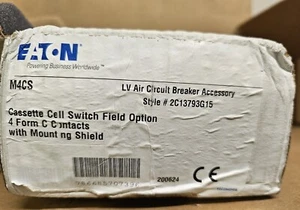 EATON
Powering Business Worldwide
M4CS
LV Air Circuit Breaker Accessory
Style # 2C13793G15
Cassette Cell Switch Field Option
4 Form C Contacts
with Mount ng Shield
200824
CE